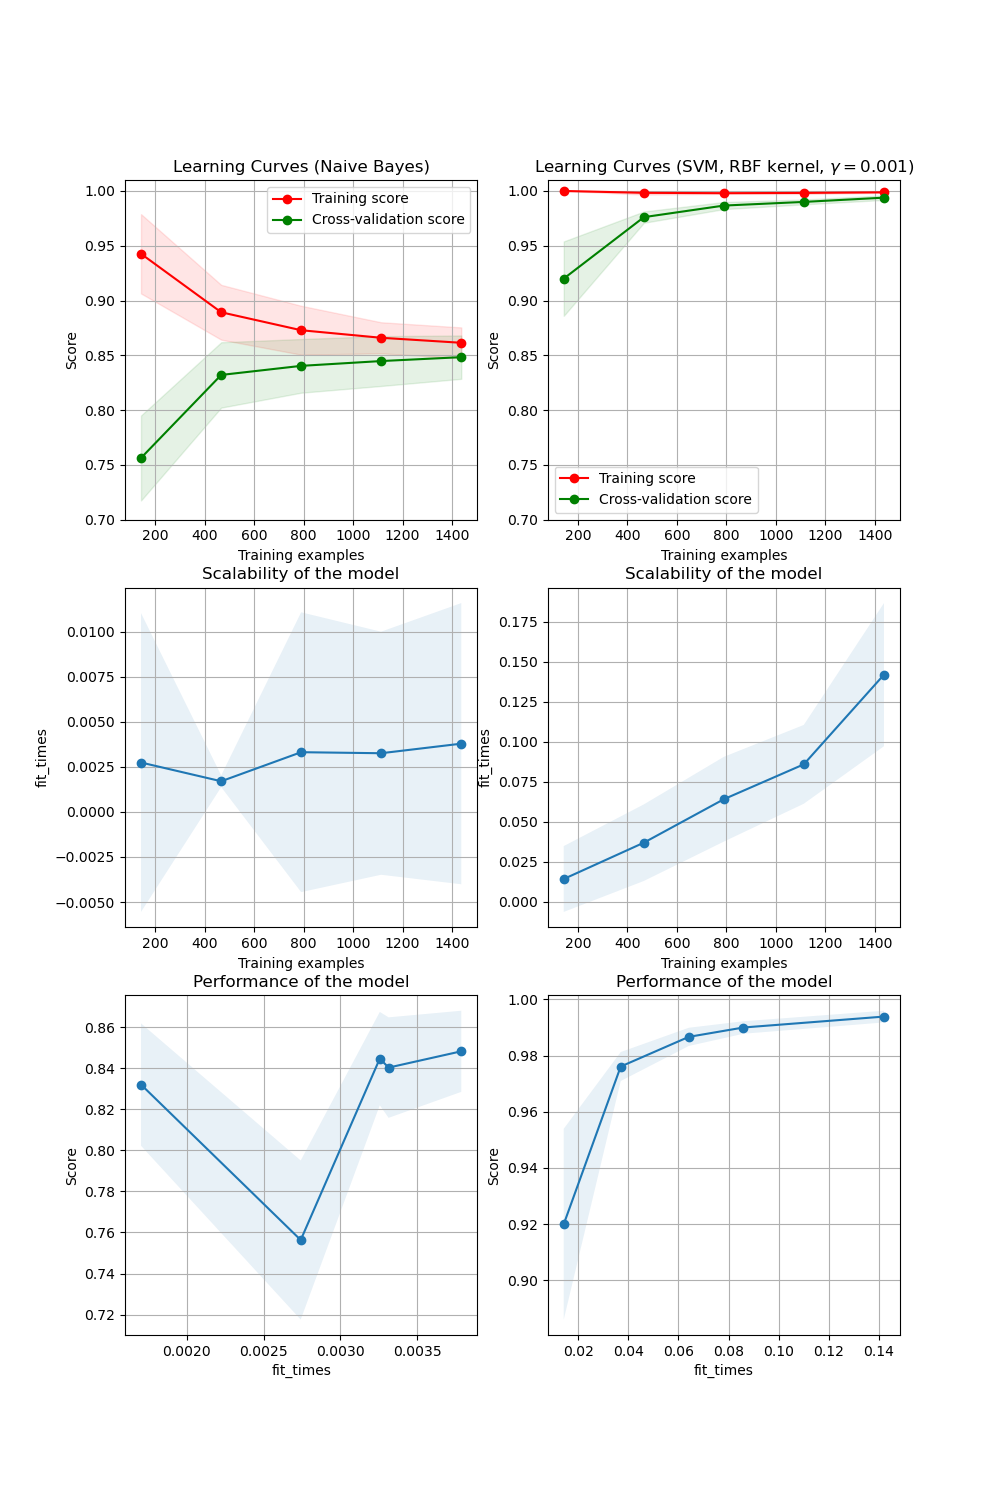 Learning Curves (Naive Bayes)
1.00
0.95
0.90
0.85
0.80
0.75
0.70
Score
Training score
Cross-validation score
200 400 600 800 1000 1200 1400
Training examples
Learning Curves (SVM, RBF kernel, γ = 0.001)
1.00
0.95
0.90
0.85
0.80
0.75
0.70
Score
Training score
Cross-validation score
200 400 600 800 1000 1200 1400
Training examples
Scalability of the model
0.0100
0.0075
0.0050
0.0025
0.0000
−0.0025
−0.0050
fit_times
200 400 600 800 1000 1200 1400
Training examples
Scalability of the model
0.175
0.150
0.125
0.100
0.075
0.050
0.025
0.000
fit_times
200 400 600 800 1000 1200 1400
Training examples
Performance of the model
0.86
0.84
0.82
0.80
0.78
0.76
0.74
0.72
Score
0.0020 0.0025 0.0030 0.0035
fit_times
Performance of the model
1.00
0.98
0.96
0.94
0.92
0.90
Score
0.02 0.04 0.06 0.08 0.10 0.12 0.14
fit_times